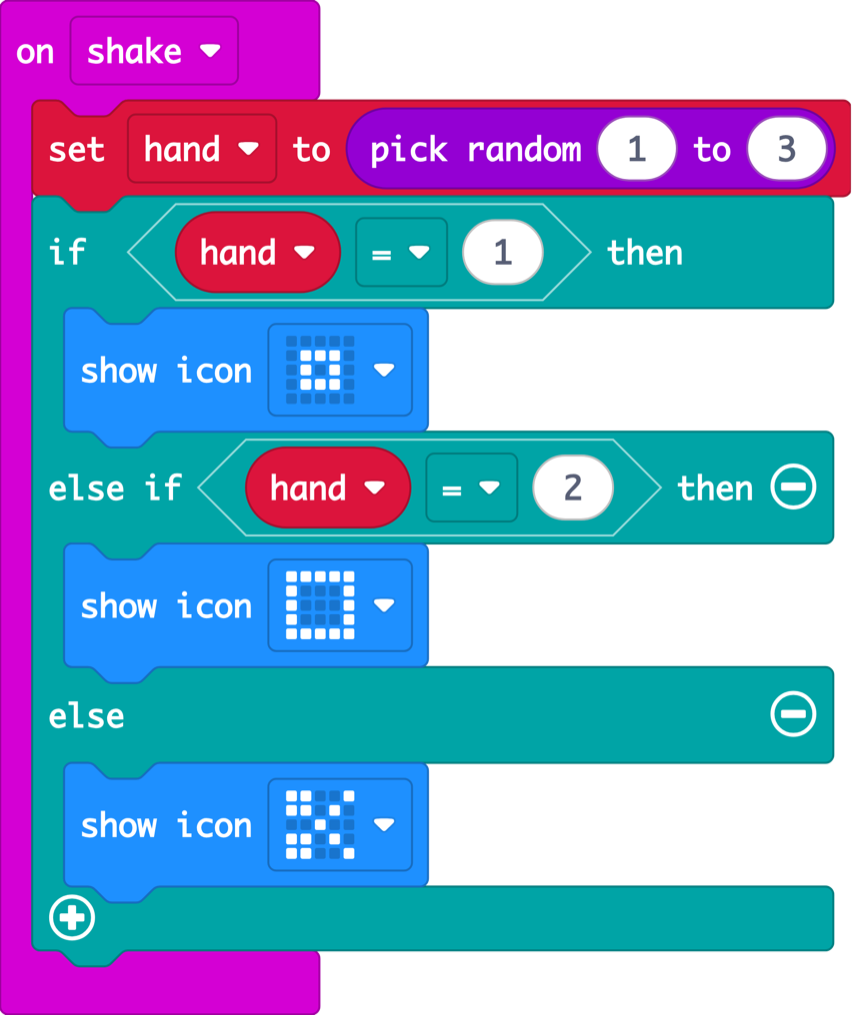 on shake
set hand to pick random 1 to 3
if hand = 1 then
show icon
else if hand = 2 then
show icon
else
show icon